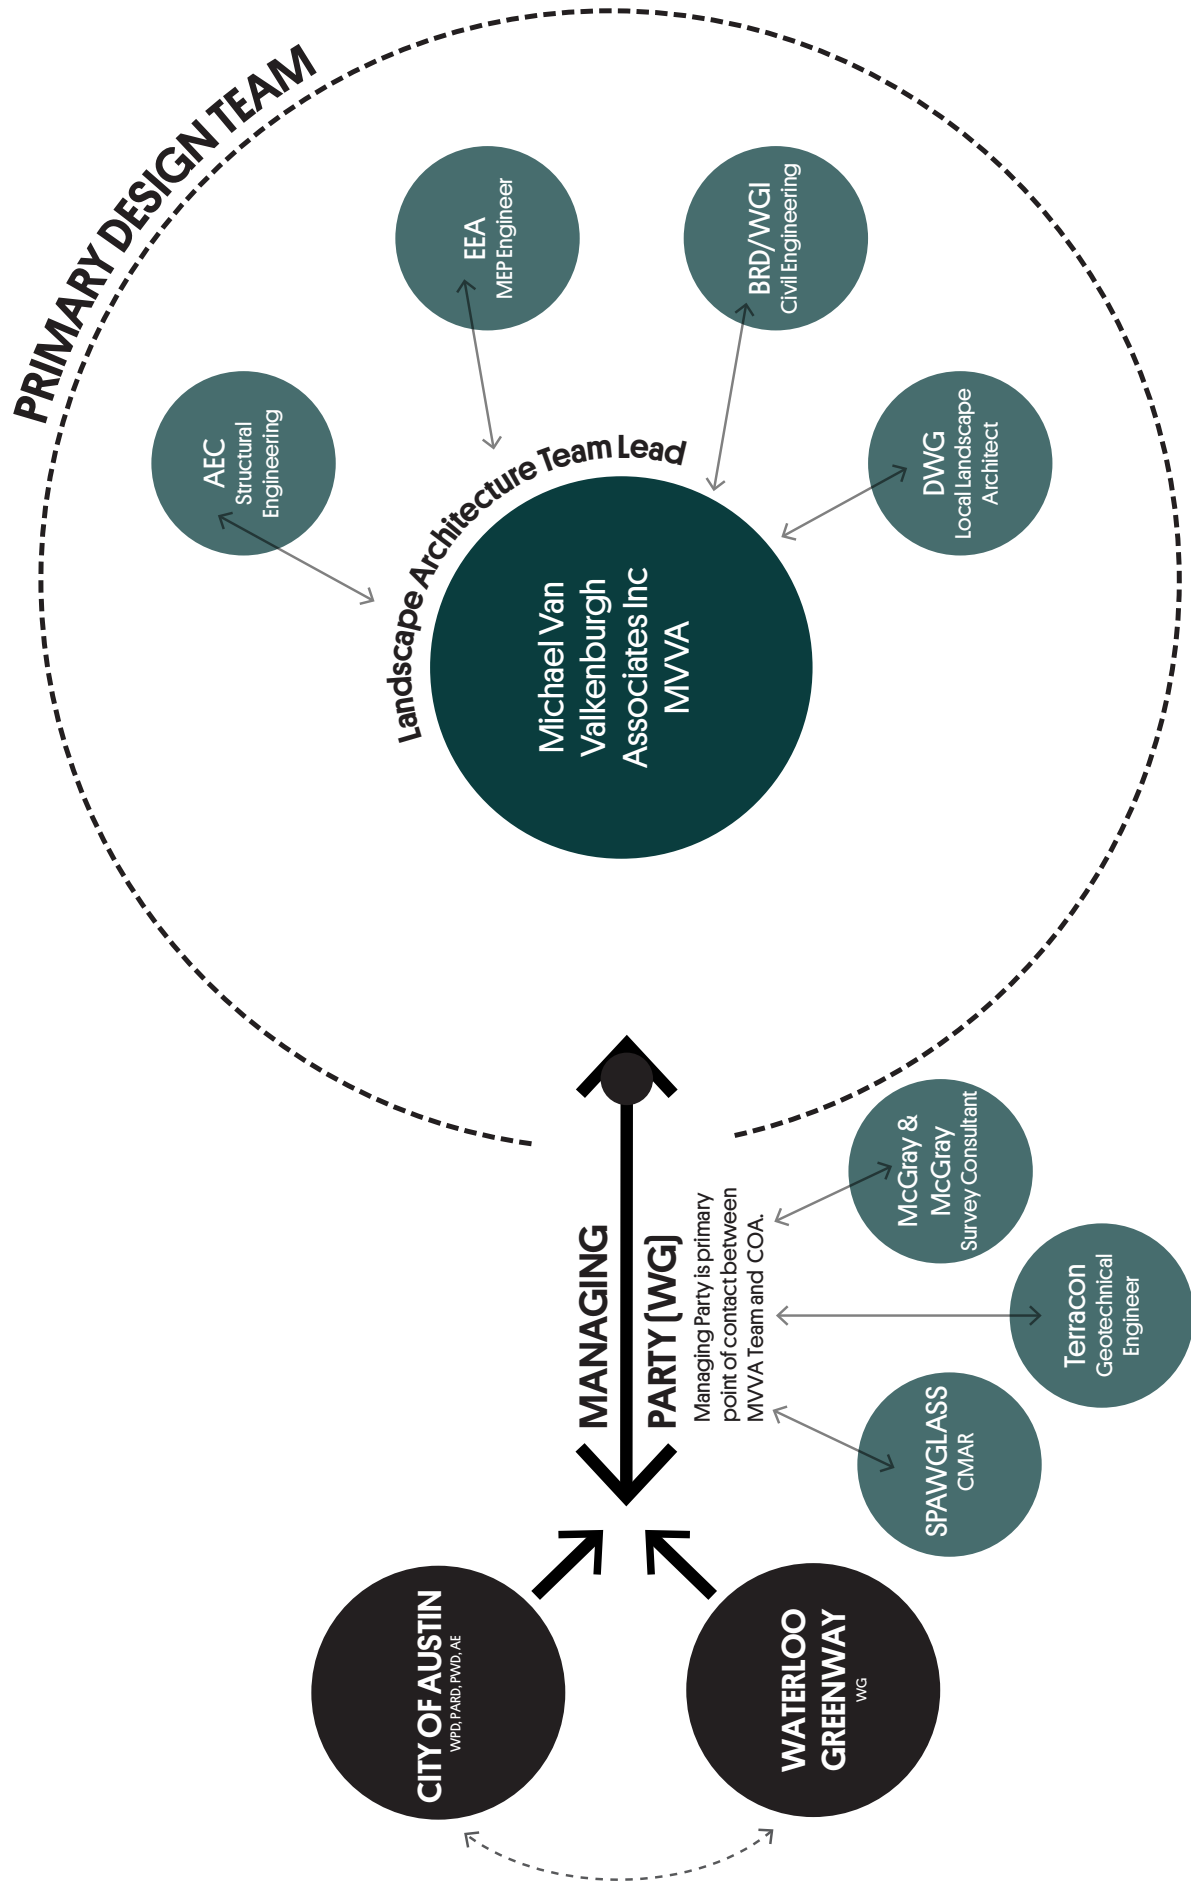 PRIMARY DESIGN TEAM
AEC
Structural
Engineering
EEA
MEP Engineer
BRD/WGI
Civil Engineering
DWG
Local Landscape
Architect
Landscape Architecture Team Lead
Michael Van
Valkenburgh
Associates Inc
MVVA
MANAGING
PARTY (WG)
Managing Party is primary
point of contact between
MVVA Team and COA.
McGray &
McGray
Survey Consultant
Terracon
Geotechnical
Engineer
SPAWGLASS
CMAR
CITY OF AUSTIN
WPD, PARD, PWD, AE
WATERLOO
GREENWAY
WG